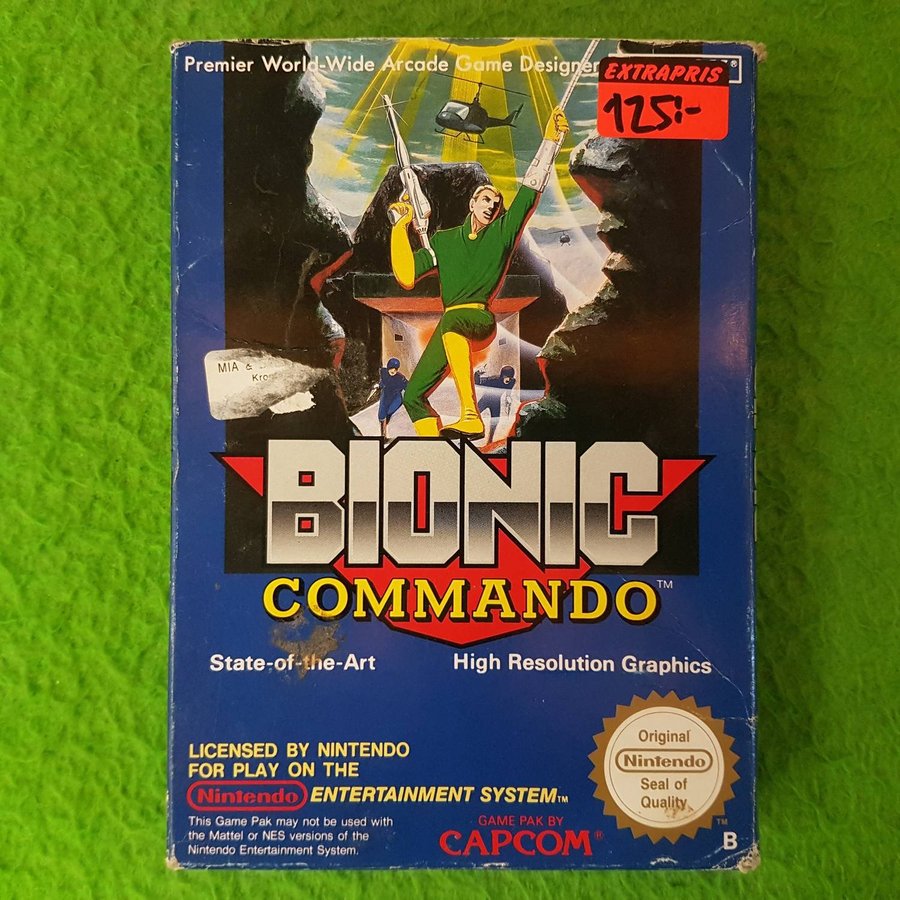 Premier World-Wide Arcade Game Designer
EXTRAPRIS
125:-
MIA &
BIONIC
COMMANDO™
State-of-the-Art High Resolution Graphics
LICENSED BY NINTENDO
FOR PLAY ON THE
Nintendo ENTERTAINMENT SYSTEM™
This Game Pak may not be used with
the Mattel or NES versions of the
Nintendo Entertainment System.
GAME PAK BY
CAPCOM®
Original
Nintendo
Seal of
Quality
™
B